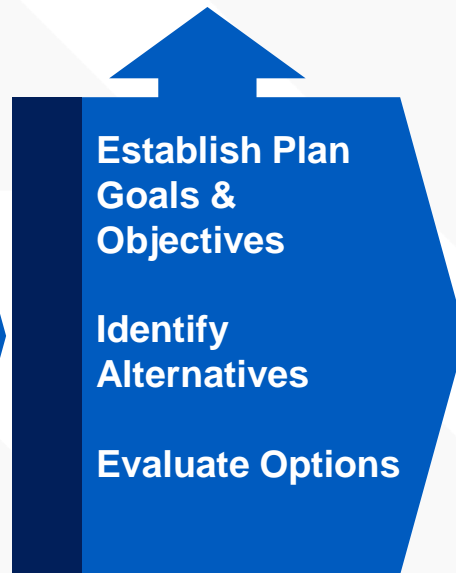 Establish Plan
Goals &
Objectives
Identify
Alternatives
Evaluate Options